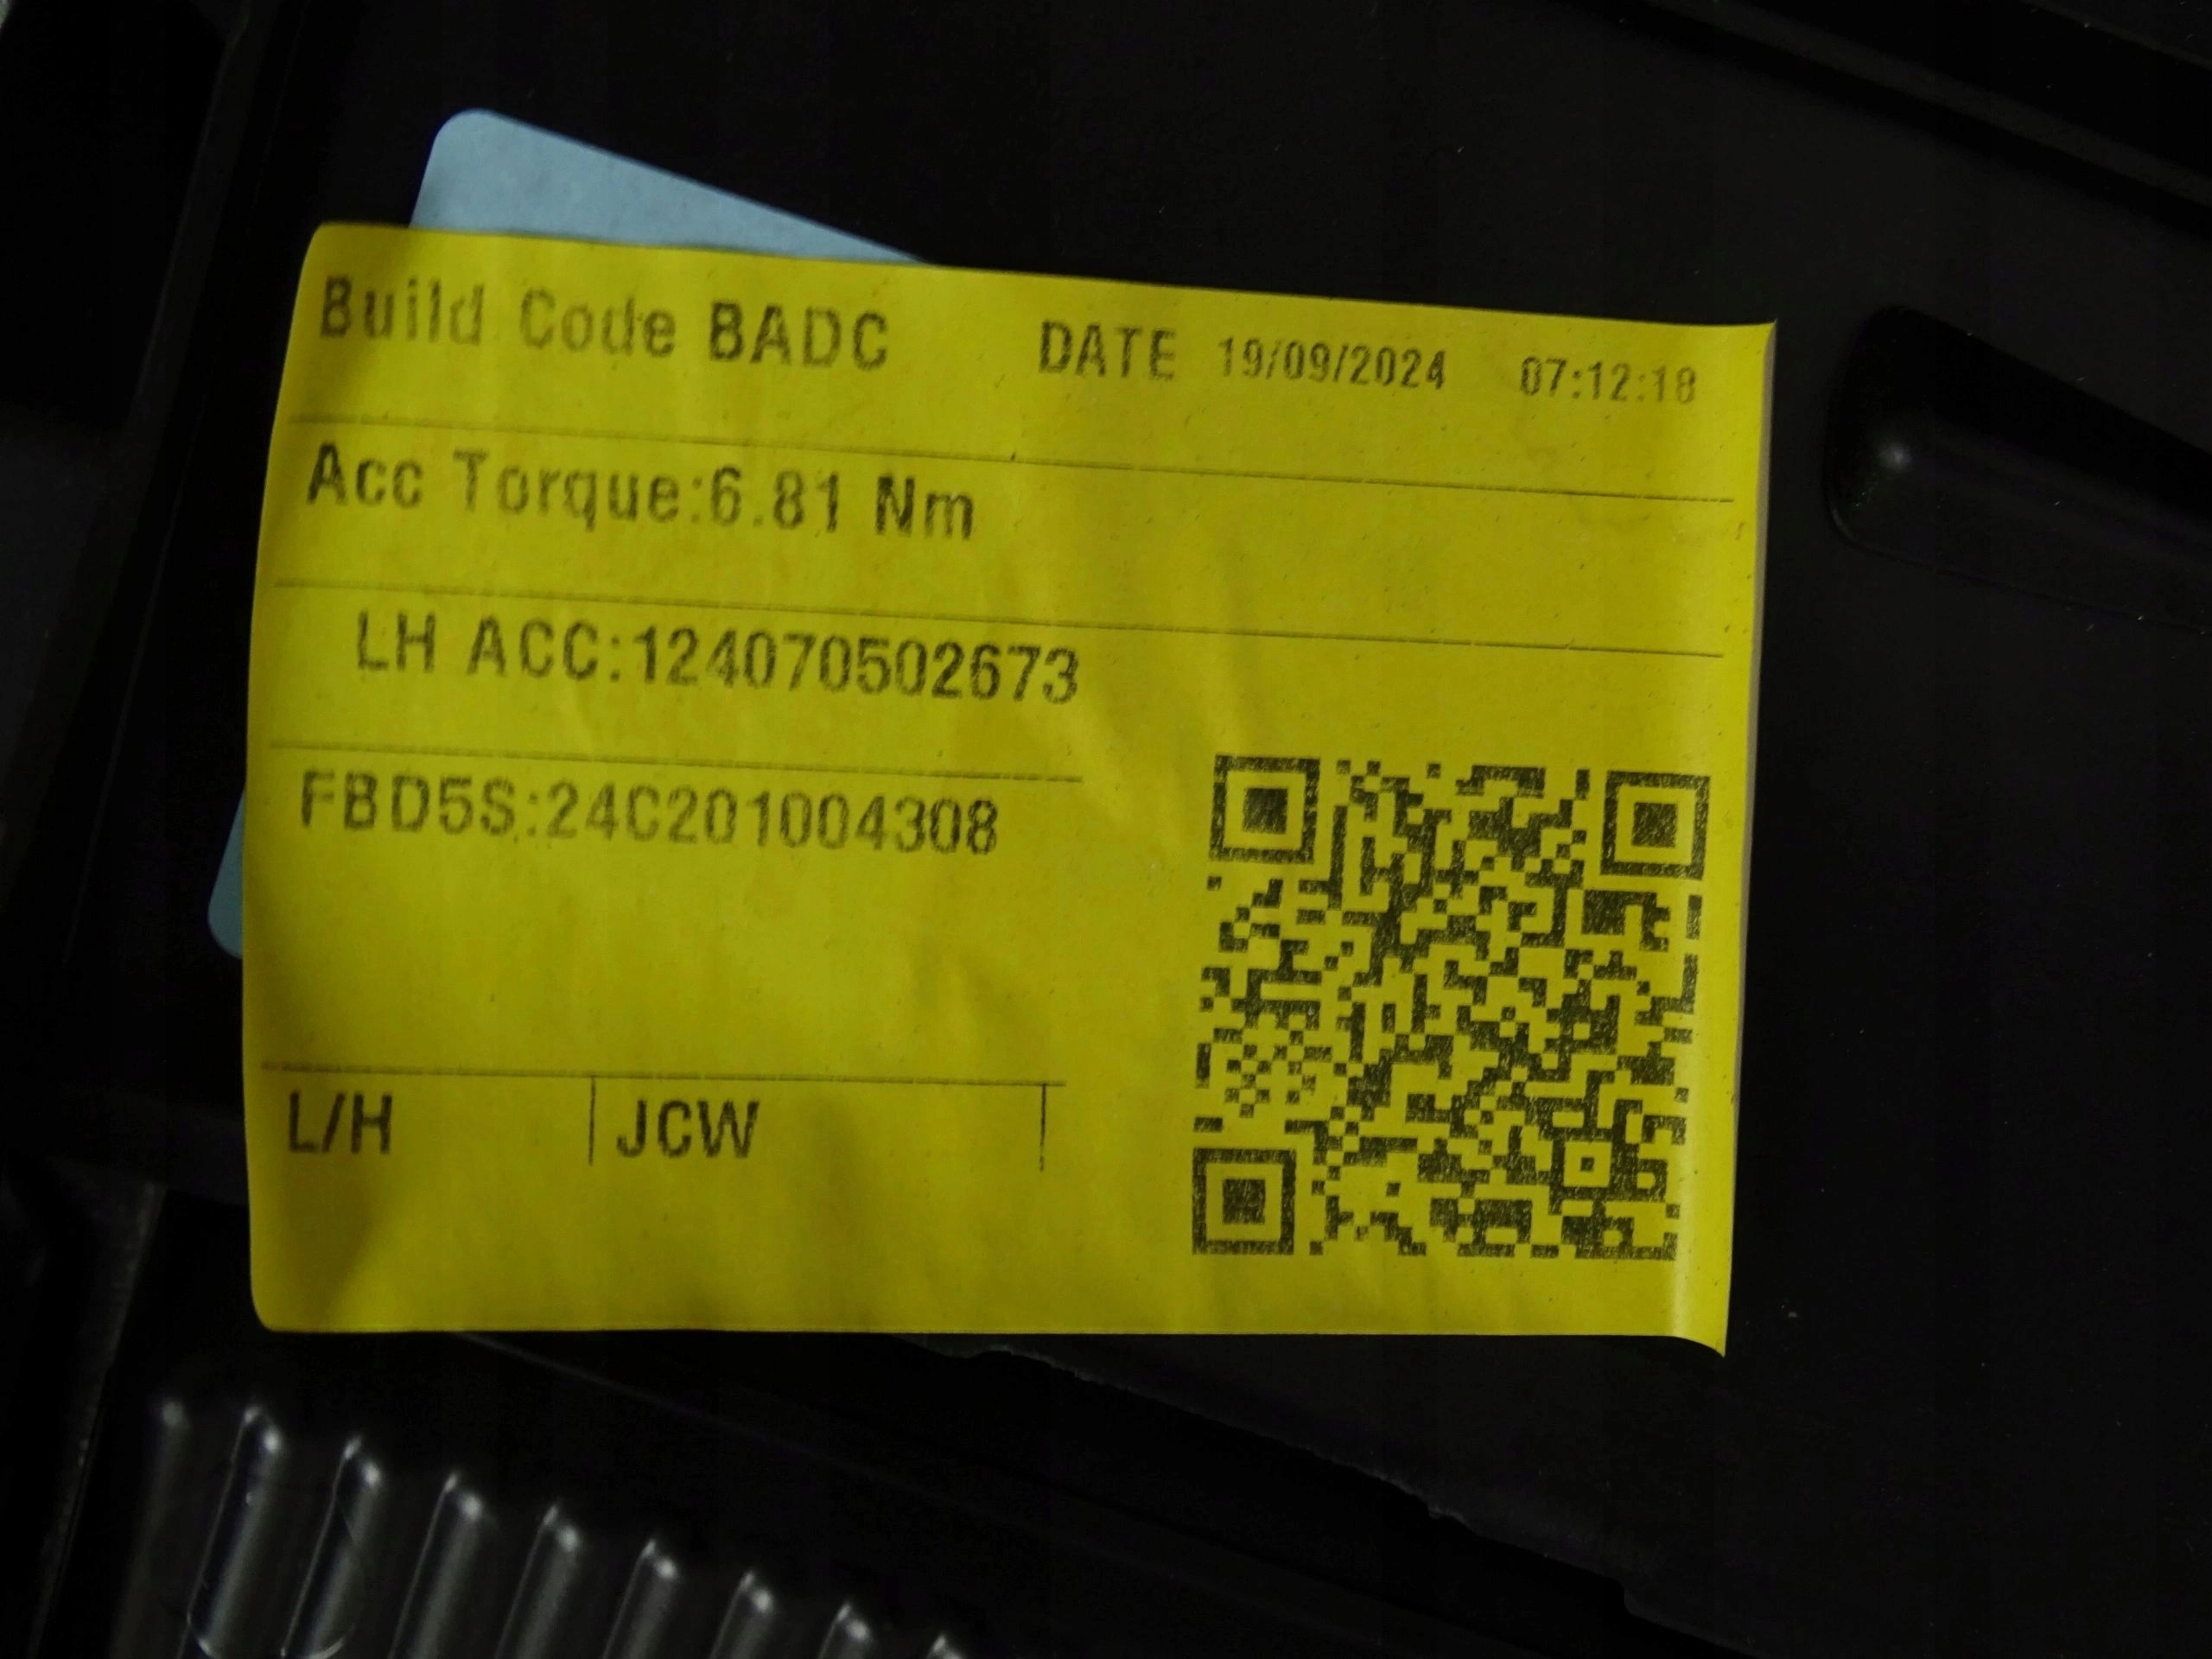 Build Code BADC DATE 19/09/2024 07:12:18
Acc Torque:6.81 Nm
LH ACC:124070502673
FBD5S:24C201004308
L/H JCW